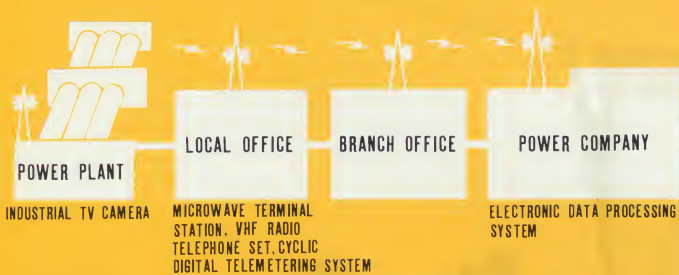 POWER PLANT
LOCAL OFFICE
BRANCH OFFICE
POWER COMPANY
INDUSTRIAL TV CAMERA
MICROWAVE TERMINAL
STATION, VHF RADIO
TELEPHONE SET, CYCLIC
DIGITAL TELEMETERING SYSTEM
ELECTRONIC DATA PROCESSING
SYSTEM